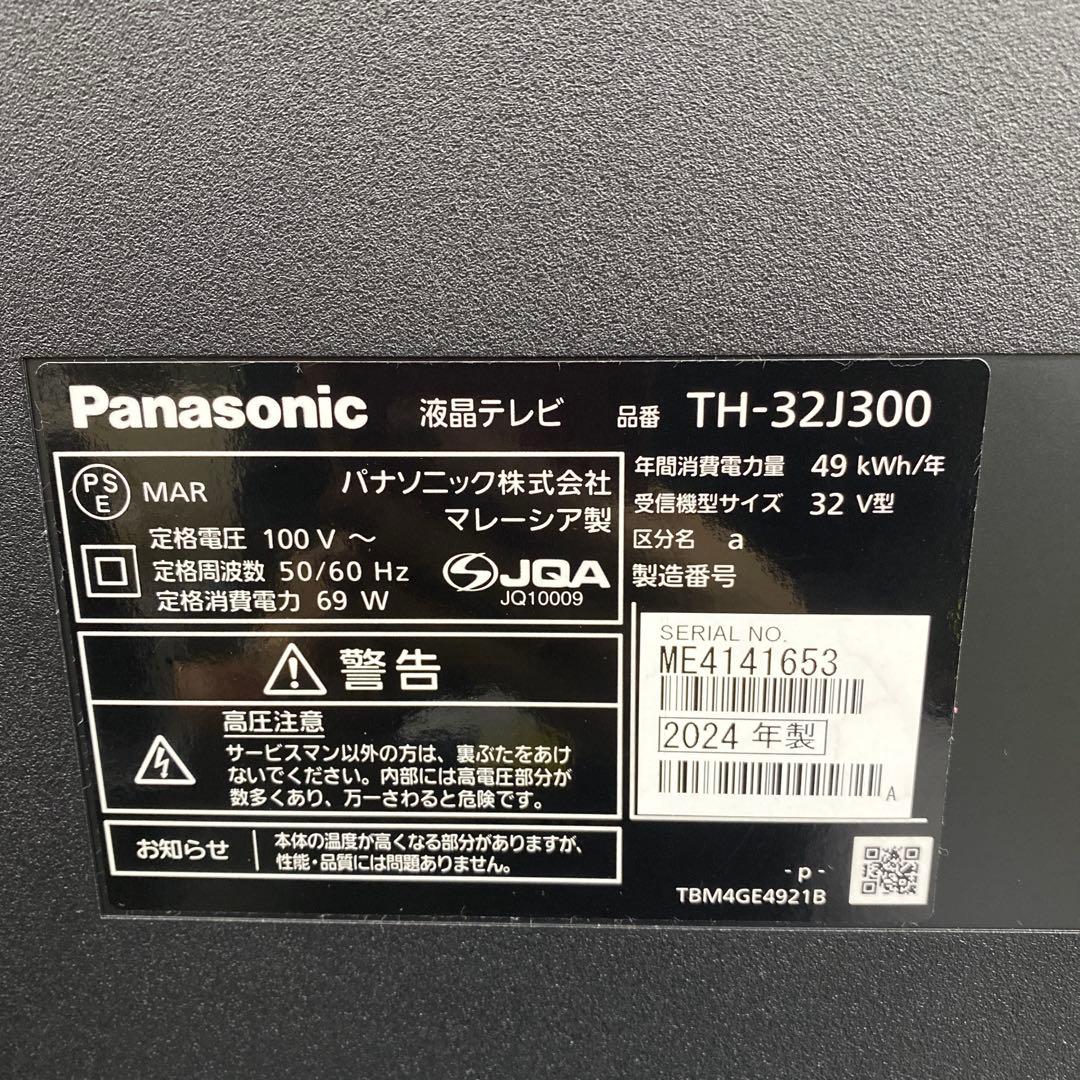 Panasonic 液晶テレビ 品番 TH-32J300
PSE MAR パナソニック株式会社
マレーシア製
定格電圧 100 V ～
定格周波数 50/60 Hz
定格消費電力 69 W
JQA
JQ10009
年間消費電力量 49 kWh/年
受信機型サイズ 32 V型
区分名 a
製造番号
SERIAL NO.
ME4141653
2024 年製
A
警告
高圧注意
サービスマン以外の方は、裏ぶたをあけ
ないでください。内部には高電圧部分が
数多くあり、万一さわると危険です。
お知らせ
本体の温度が高くなる部分がありますが、
性能・品質には問題ありません。
- p -
TBM4GE4921B